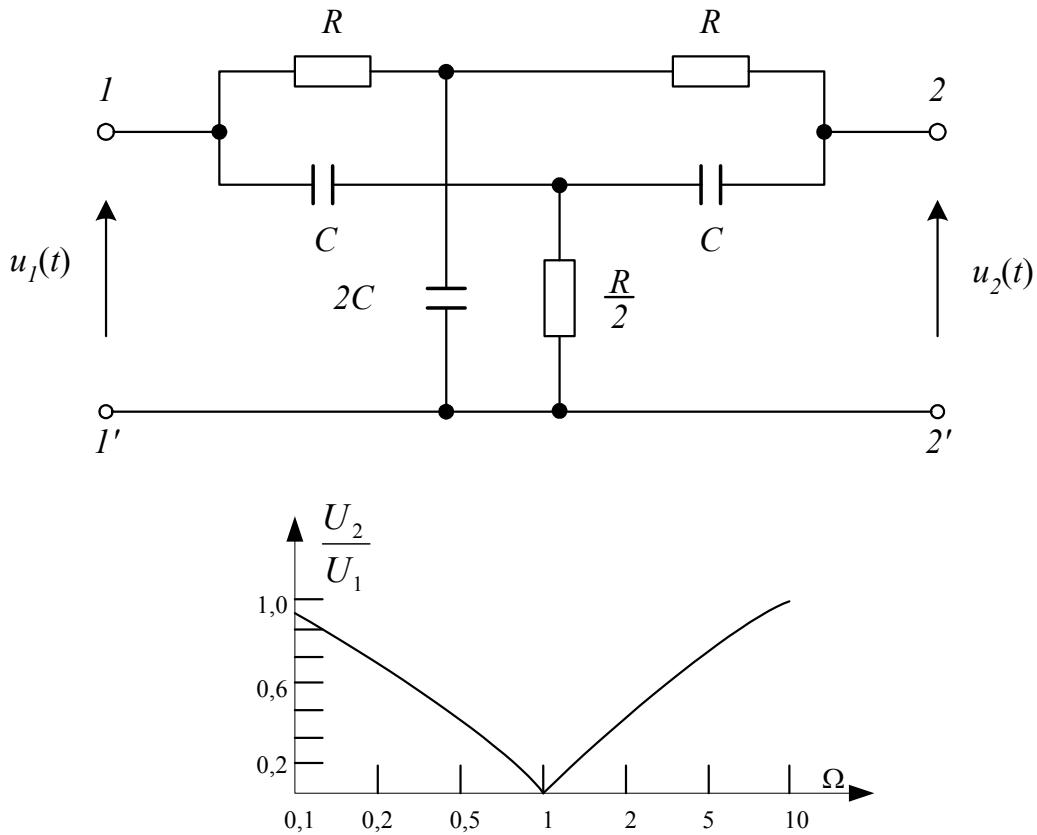 R R
1 2
C C
u1(t) 2C R/2 u2(t)
1' 2'
U2/U1
1,0
0,6
0,2
Ω
0,1 0,2 0,5 1 2 5 10